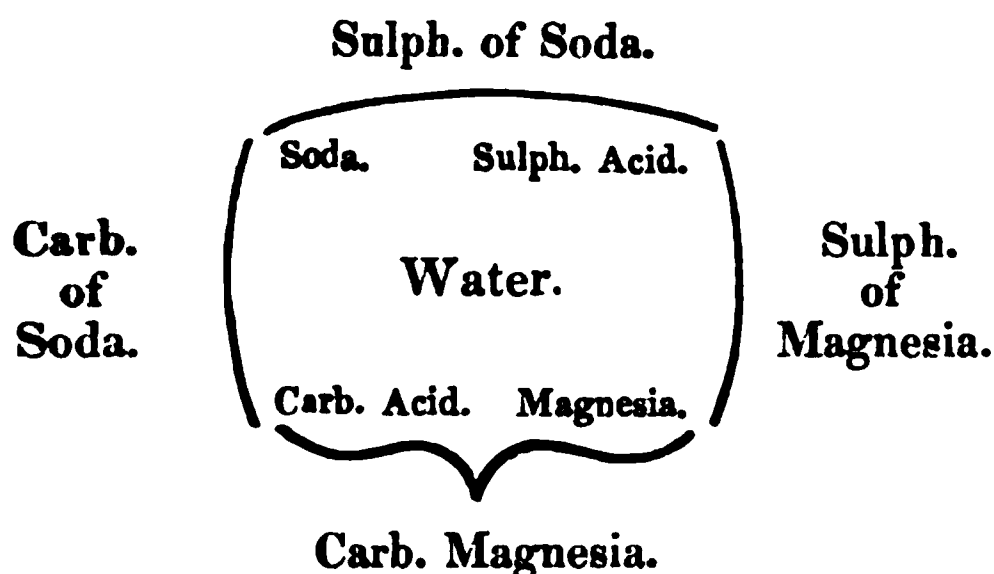 Sulph. of Soda.
Soda. Sulph. Acid.
Carb.
of
Soda.
Water.
Sulph.
of
Magnesia.
Carb. Acid. Magnesia.
Carb. Magnesia.